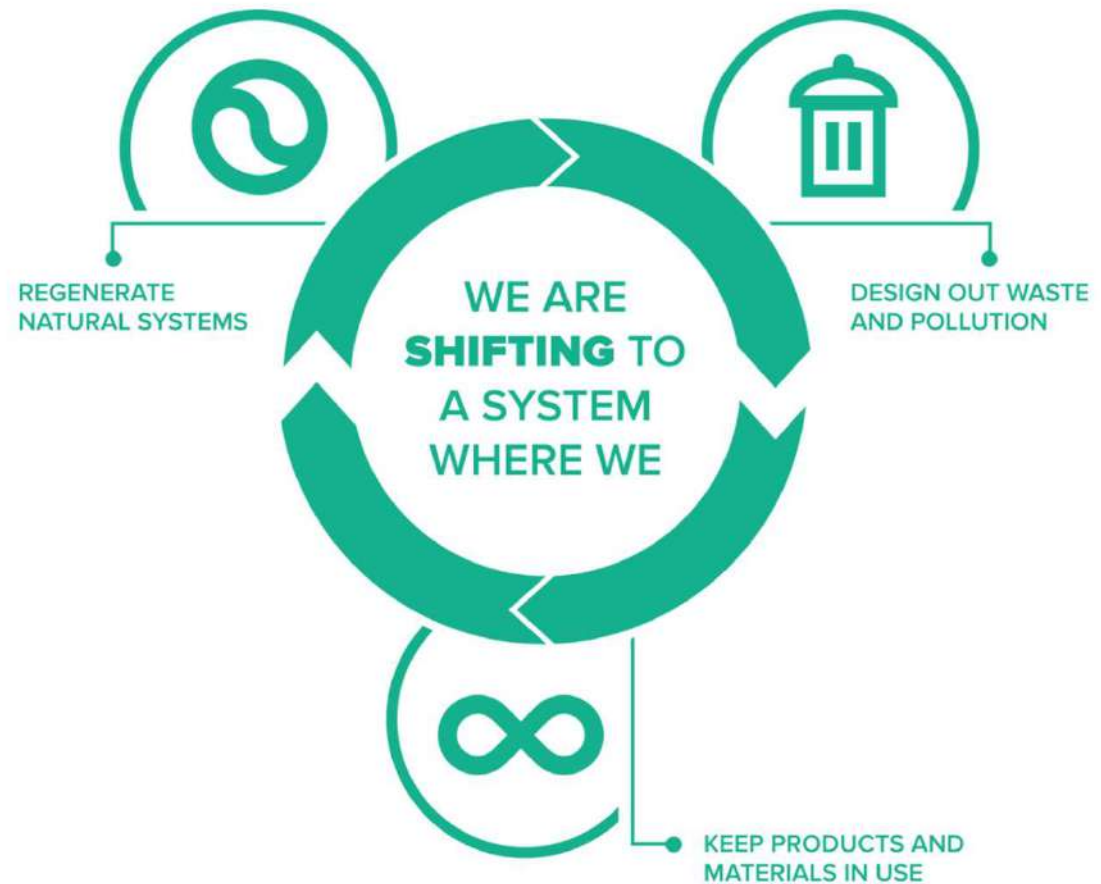 WE ARE
SHIFTING TO
A SYSTEM
WHERE WE
REGENERATE
NATURAL SYSTEMS
DESIGN OUT WASTE
AND POLLUTION
KEEP PRODUCTS AND
MATERIALS IN USE